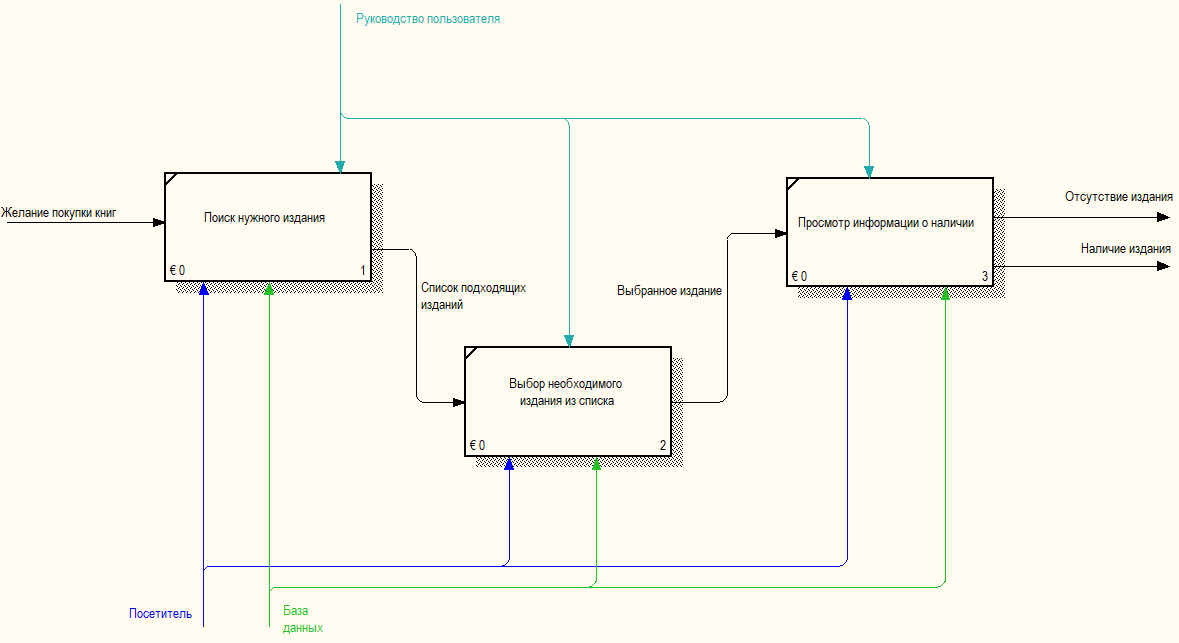 Руководство пользователя
Желание покупки книг
Поиск нужного издания
€ 0
1
Просмотр информации о наличии
€ 0
3
Отсутствие издания
Наличие издания
Список подходящих
изданий
Выбранное издание
Выбор необходимого
издания из списка
€ 0
2
Посетитель
База
данных